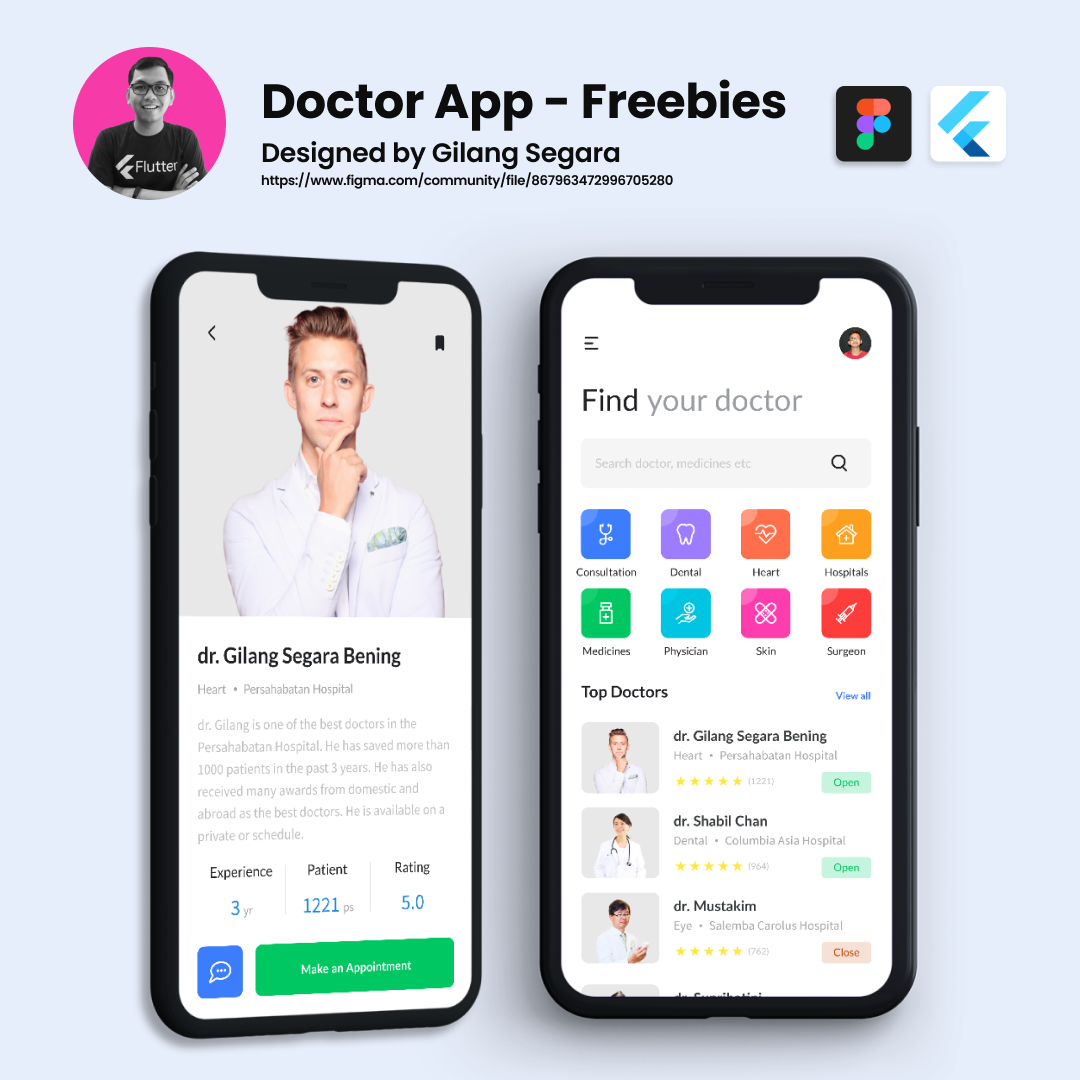 Doctor App - Freebies
Designed by Gilang Segara
https://www.figma.com/community/file/867963472996705280
Flutter
dr. Gilang Segara Bening
Heart • Persahabatan Hospital
dr. Gilang is one of the best doctors in the
Persahabatan Hospital. He has saved more than
1000 patients in the past 3 years. He has also
received many awards from domestic and
abroad as the best doctors. He is available on a
private or schedule.
Experience Patient Rating
3 yr 1221 ps 5.0
Make an Appointment
Find your doctor
Search doctor, medicines etc
Consultation Dental Heart Hospitals
Medicines Physician Skin Surgeon
Top Doctors View all
dr. Gilang Segara Bening
Heart • Persahabatan Hospital
(1221) Open
dr. Shabil Chan
Dental • Columbia Asia Hospital
(964) Open
dr. Mustakim
Eye • Salemba Carolus Hospital
(762) Close
dr.